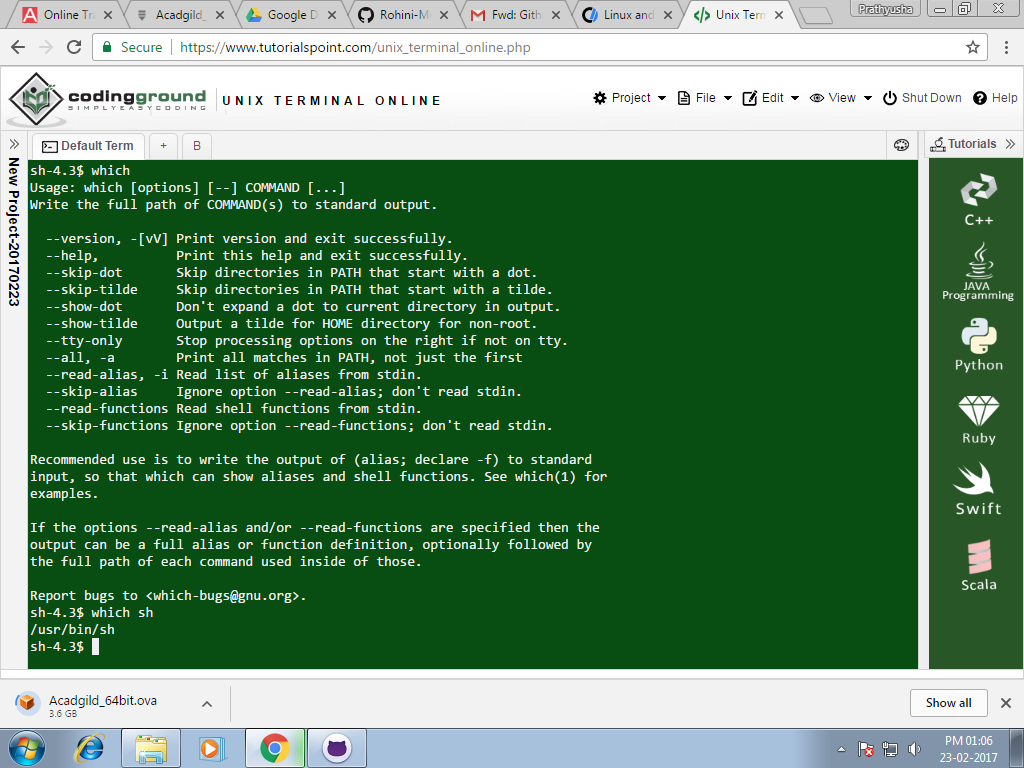 Online Tra
Acadgild_
Google D
Rohini-M
Fwd: Gith
Linux and
Unix Term
Prathyusha
Secure
https://www.tutorialspoint.com/unix_terminal_online.php
codingground
SIMPLYEASYCODING
UNIX TERMINAL ONLINE
Project
File
Edit
View
Shut Down
Help
New Project-20170223
Default Term
+
B
Tutorials
sh-4.3$ which
Usage: which [options] [--] COMMAND [...]
Write the full path of COMMAND(s) to standard output.
--version, -[vV] Print version and exit successfully.
--help, Print this help and exit successfully.
--skip-dot Skip directories in PATH that start with a dot.
--skip-tilde Skip directories in PATH that start with a tilde.
--show-dot Don't expand a dot to current directory in output.
--show-tilde Output a tilde for HOME directory for non-root.
--tty-only Stop processing options on the right if not on tty.
--all, -a Print all matches in PATH, not just the first
--read-alias, -i Read list of aliases from stdin.
--skip-alias Ignore option --read-alias; don't read stdin.
--read-functions Read shell functions from stdin.
--skip-functions Ignore option --read-functions; don't read stdin.
Recommended use is to write the output of (alias; declare -f) to standard
input, so that which can show aliases and shell functions. See which(1) for
examples.
If the options --read-alias and/or --read-functions are specified then the
output can be a full alias or function definition, optionally followed by
the full path of each command used inside of those.
Report bugs to <which-bugs@gnu.org>.
sh-4.3$ which sh
/usr/bin/sh
sh-4.3$
C++
JAVA
Programming
Python
Ruby
Swift
Scala
Acadgild_64bit.ova
3.6 GB
Show all
PM 01:06
23-02-2017